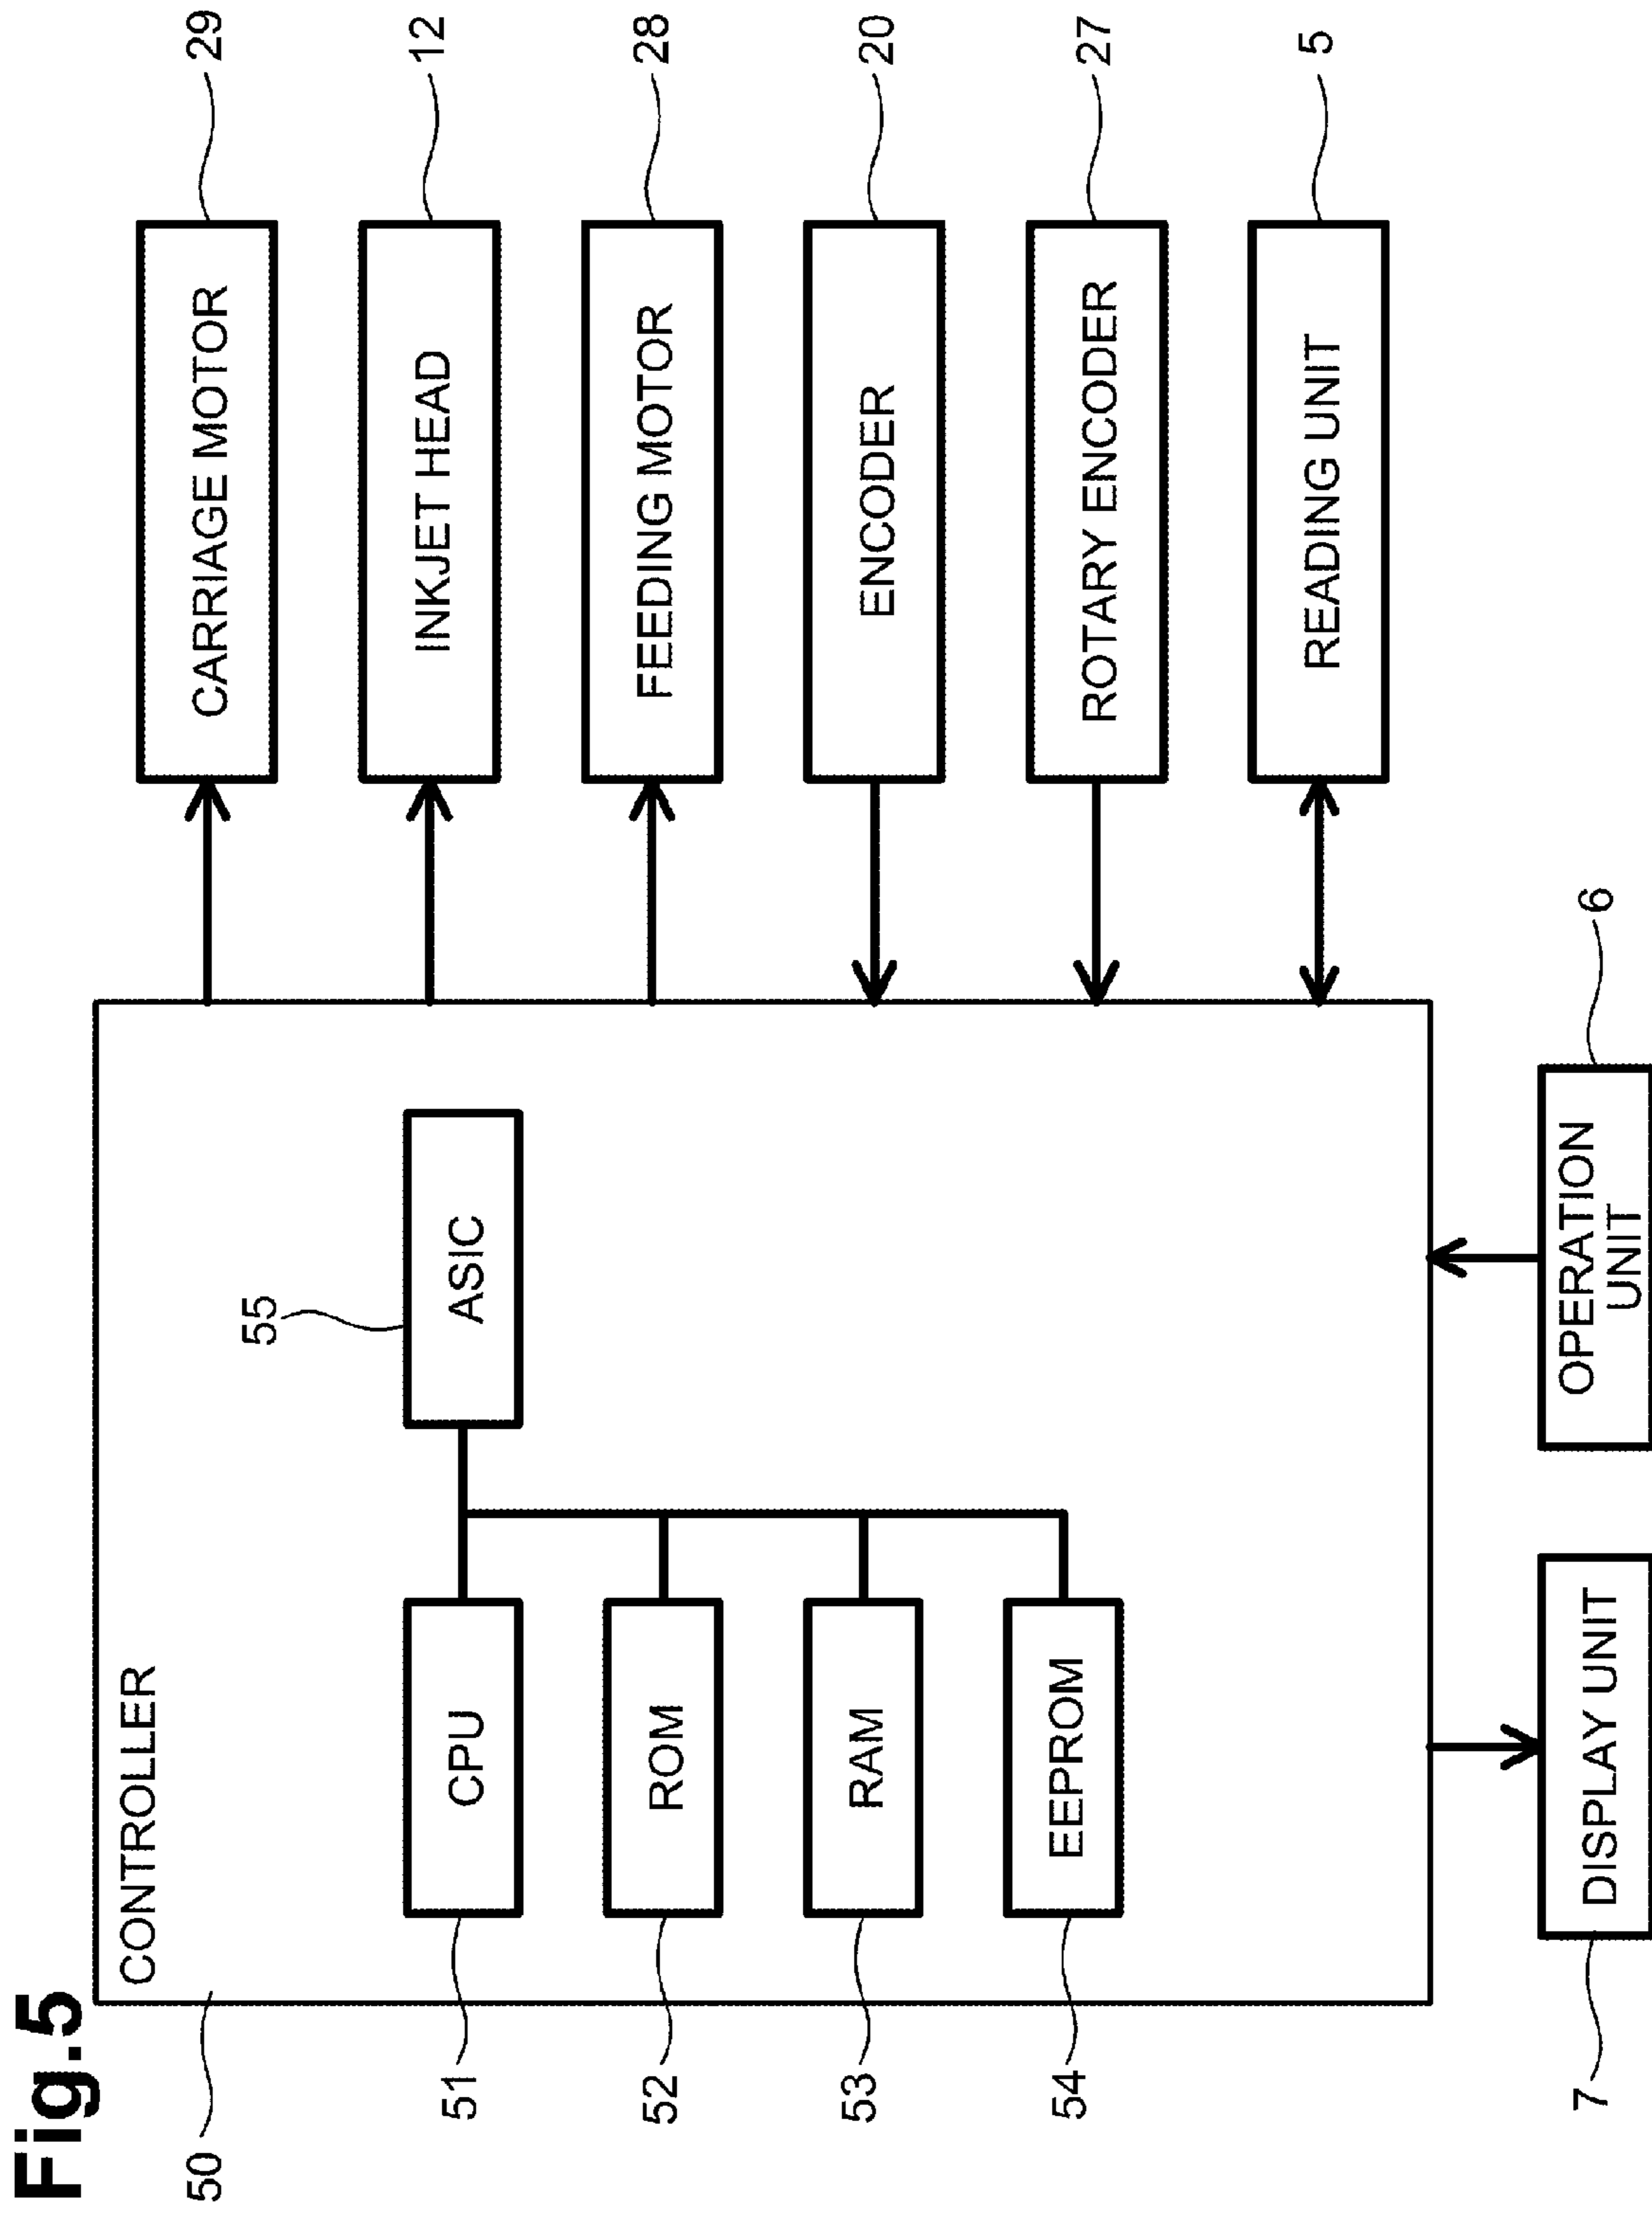 Fig.5
50
CONTROLLER
51
CPU
52
ROM
53
RAM
54
EEPROM
55
ASIC
CARRIAGE MOTOR
29
INKJET HEAD
12
FEEDING MOTOR
28
ENCODER
20
ROTARY ENCODER
27
READING UNIT
5
7
DISPLAY UNIT
OPERATION
UNIT
6